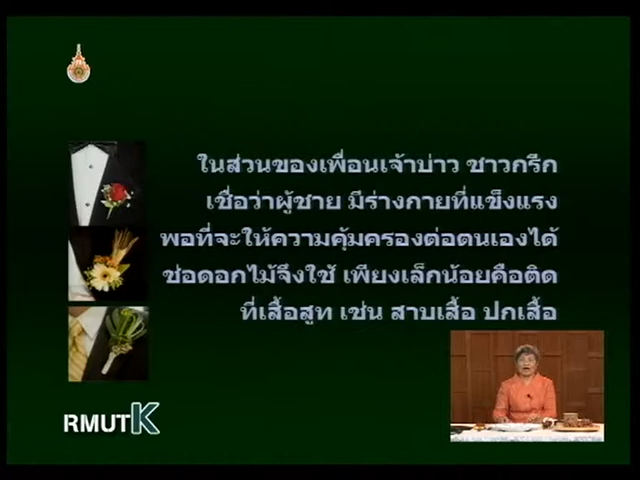 ในส่วนของเพื่อนเจ้าบ่าว ชาวกรีก
เชื่อว่าผู้ชาย มีร่างกายที่แข็งแรง
พอที่จะให้ความคุ้มครองต่อตนเองได้
ช่อดอกไม้จึงใช้ เพียงเล็กน้อยคือติด
ที่เสื้อสูท เช่น สาบเสื้อ ปกเสื้อ
RMUTK